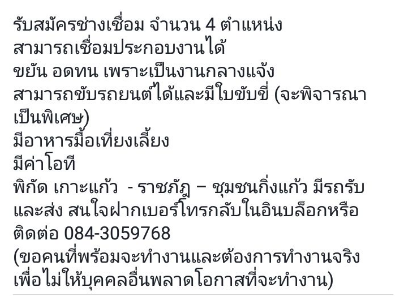 รับสมัครช่างเชื่อม จำนวน 4 ตำแหน่ง
สามารถเชื่อมประกอบงานได้
ขยัน อดทน เพราะเป็นงานกลางแจ้ง
สามารถขับรถยนต์ได้และมีใบขับขี่ (จะพิจารณา
เป็นพิเศษ)
มีอาหารมื้อเที่ยงเลี้ยง
มีค่าโอที
พิกัด เกาะแก้ว - ราชภัฎ – ชุมชนกิ่งแก้ว มีรถรับ
และส่ง สนใจฝากเบอร์โทรกลับในอินบล็อกหรือ
ติดต่อ 084-3059768
(ขอคนที่พร้อมจะทำงานและต้องการทำงานจริง
เพื่อไม่ให้บุคคลอื่นพลาดโอกาสที่จะทำงาน)